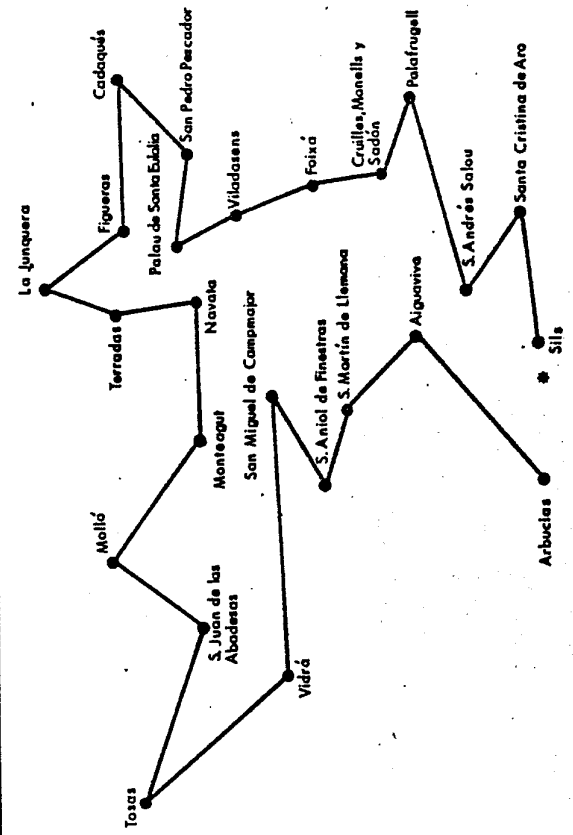 La Junquera
Cadaqués
Figueras
San Pedro Pescador
Palau de Santa Eulalia
Terradas
Navata
Viladasens
Molló
Montagut
Foixá
San Miguel de Campmajor
Cruilles, Monells y
Sadón
S. Juan de las
Abadesas
Palafrugell
S. Aniol de Finestras
S. Martín de Llemana
Tosas
Vidrá
Aiguaviva
S. Andrés Salou
Santa Cristina de Aro
* Sils
Arbucias